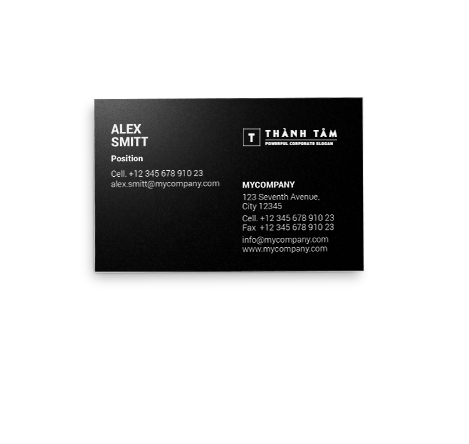 ALEX
SMITT
Position
Cell. +12 345 678 910 23
alex.smitt@mycompany.com
T
THÀNH TÂM
POWERFUL CORPORATE SLOGAN
MYCOMPANY
123 Seventh Avenue,
City 12345
Cell. +12 345 678 910 23
Fax +12 345 678 910 23
info@mycompany.com
www.mycompany.com